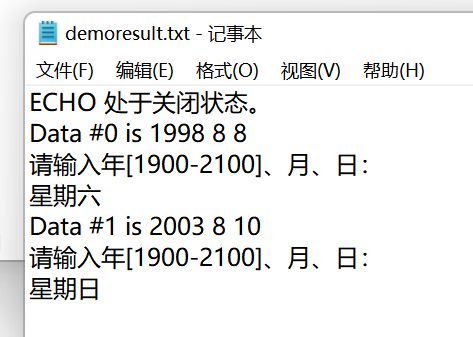 demoresult.txt - 记事本
文件(F) 编辑(E) 格式(O) 视图(V) 帮助(H)
ECHO 处于关闭状态。
Data #0 is 1998 8 8
请输入年[1900-2100]、月、日：
星期六
Data #1 is 2003 8 10
请输入年[1900-2100]、月、日：
星期日